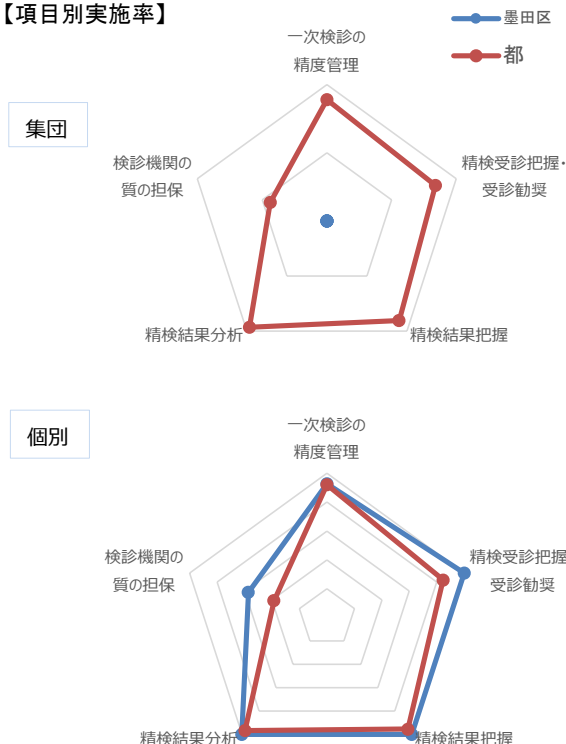 【項目別実施率】
墨田区
都
集団
一次検診の
精度管理
精検受診把握・
受診勧奨
精検結果把握
精検結果分析
検診機関の
質の担保
個別
一次検診の
精度管理
精検受診把握
受診勧奨
精検結果把握
精検結果分析
検診機関の
質の担保